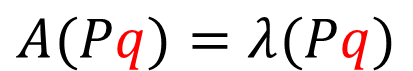 A(Pq) = λ(Pq)